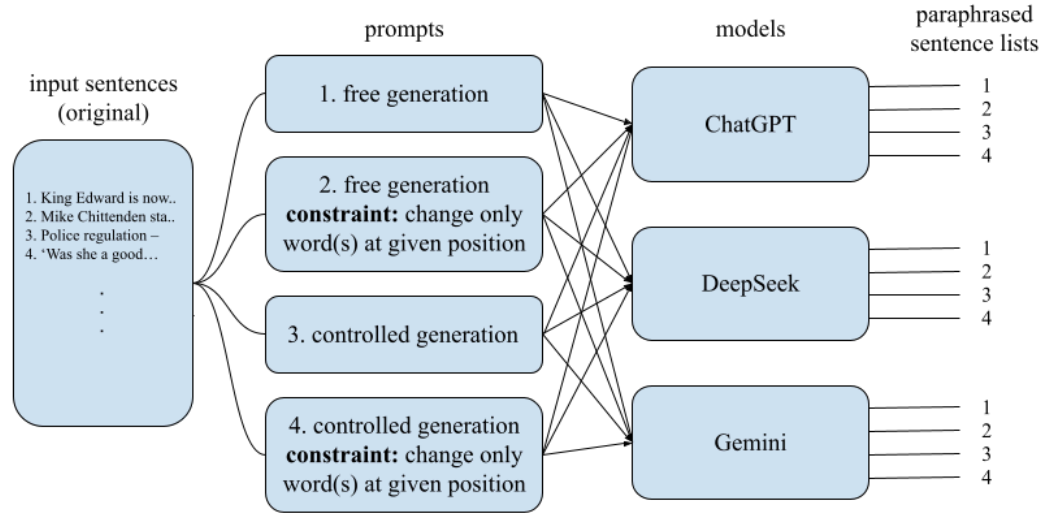 input sentences
(original)
1. King Edward is now..
2. Mike Chittenden sta..
3. Police regulation –
4. ‘Was she a good…
.
.
.
prompts
1. free generation
2. free generation
constraint: change only
word(s) at given position
3. controlled generation
4. controlled generation
constraint: change only
word(s) at given position
models
ChatGPT
DeepSeek
Gemini
paraphrased
sentence lists
1
2
3
4
1
2
3
4
1
2
3
4